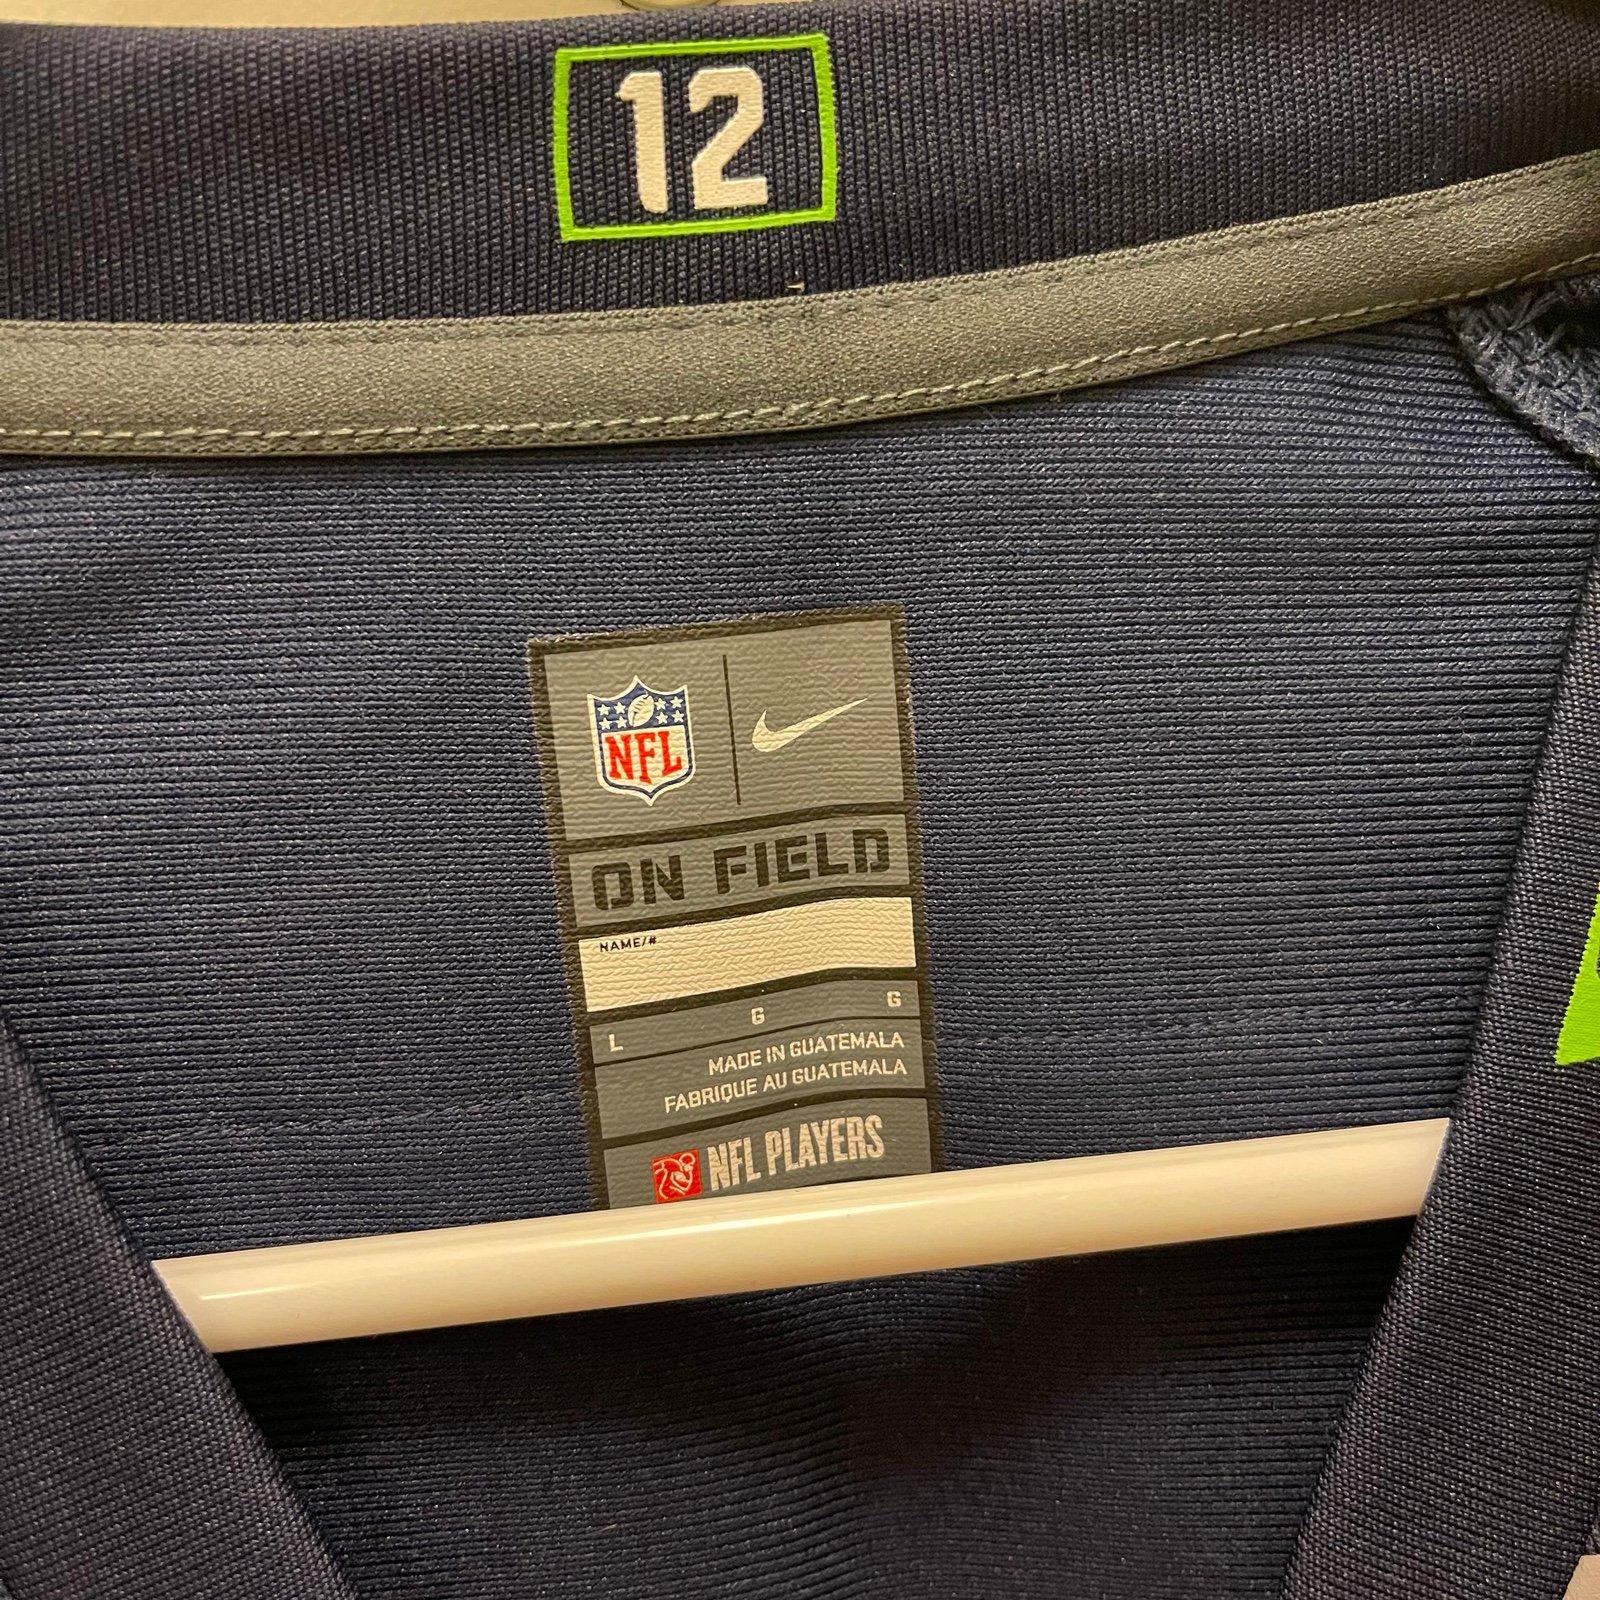 12
NFL
ON FIELD
NAME/#
L G G
MADE IN GUATEMALA
FABRIQUE AU GUATEMALA
NFL PLAYERS